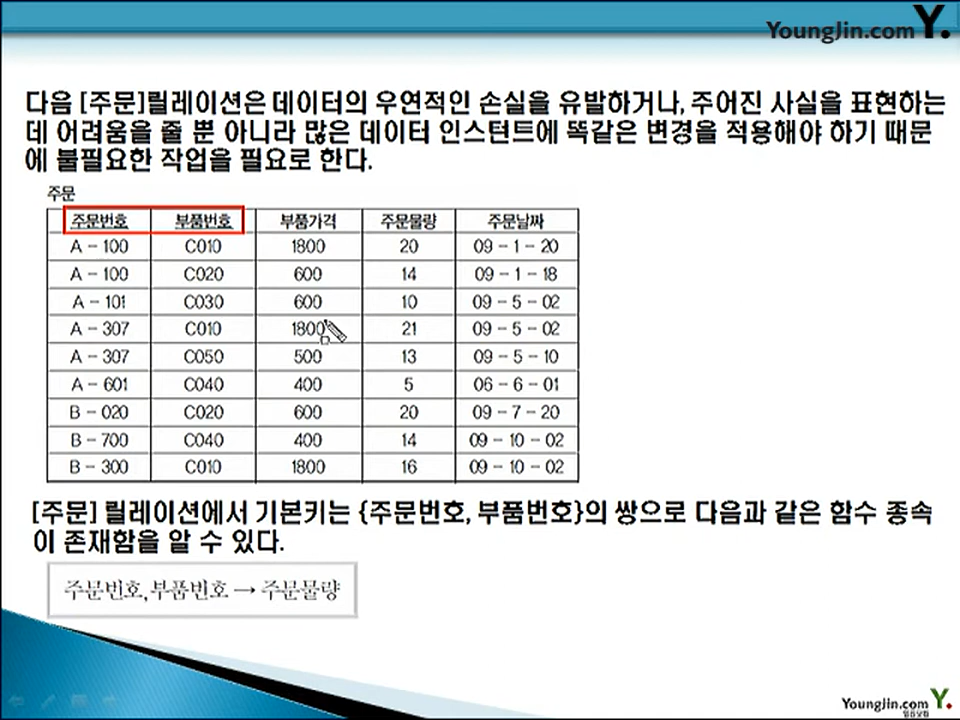 YoungJin.com Y.
다음 [주문]릴레이션은 데이터의 우연적인 손실을 유발하거나, 주어진 사실을 표현하는
데 어려움을 줄 뿐 아니라 많은 데이터 인스턴트에 똑같은 변경을 적용해야 하기 때문
에 불필요한 작업을 필요로 한다.
주문
주문번호 부품번호 부품가격 주문물량 주문날짜
A - 100 C010 1800 20 09 - 1 - 20
A - 100 C020 600 14 09 - 1 - 18
A - 101 C030 600 10 09 - 5 - 02
A - 307 C010 1800 21 09 - 5 - 02
A - 307 C050 500 13 09 - 5 - 10
A - 601 C040 400 5 06 - 6 - 01
B - 020 C020 600 20 09 - 7 - 20
B - 700 C040 400 14 09 - 10 - 02
B - 300 C010 1800 16 09 - 10 - 02
[주문] 릴레이션에서 기본키는 {주문번호, 부품번호}의 쌍으로 다음과 같은 함수 종속
이 존재함을 알 수 있다.
주문번호,부품번호 → 주문물량
YoungJin.com Y.